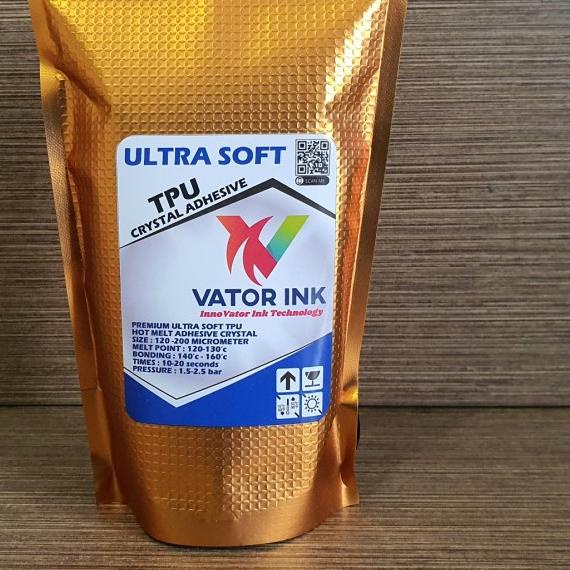 ULTRA SOFT
SCAN ME
TPU
CRYSTAL ADHESIVE
VATOR INK
InnoVator Ink Technology
PREMIUM ULTRA SOFT TPU
HOT MELT ADHESIVE CRYSTAL
SIZE : 120 -200 MICROMETER
MELT POINT : 120-130'c
BONDING : 140'c - 160'c
TIMES : 10-20 seconds
PRESSURE : 1.5-2.5 bar